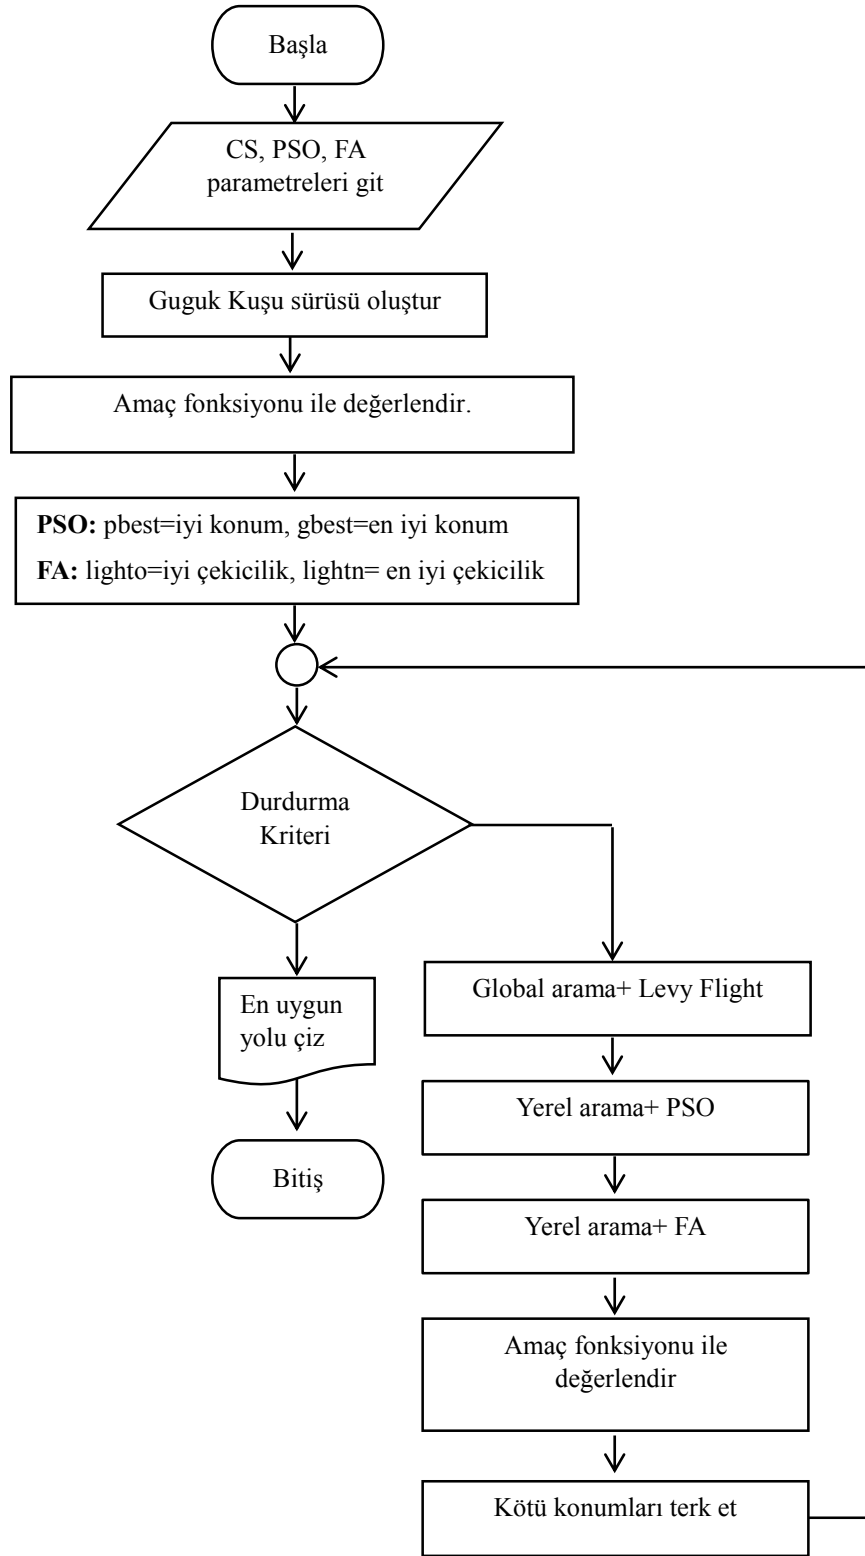 Başla
CS, PSO, FA
parametreleri git
Guguk Kuşu sürüsü oluştur
Amaç fonksiyonu ile değerlendir.
PSO: pbest=iyi konum, gbest=en iyi konum
FA: lighto=iyi çekicilik, lightn= en iyi çekicilik
Durdurma
Kriteri
En uygun
yolu çiz
Bitiş
Global arama+ Levy Flight
Yerel arama+ PSO
Yerel arama+ FA
Amaç fonksiyonu ile
değerlendir
Kötü konumları terk et